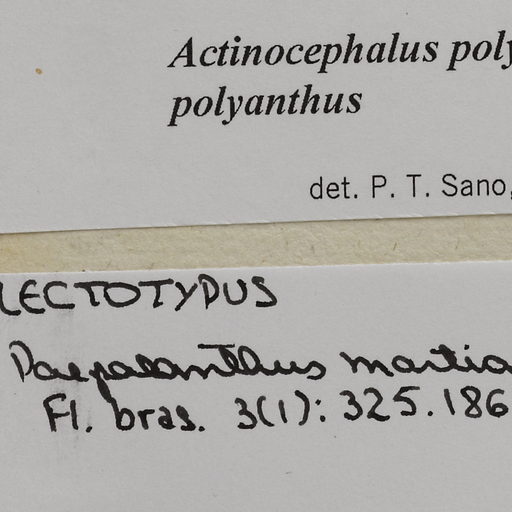 Actinocephalus poly
polyanthus
det. P. T. Sano,
LECTOTYPUS
Paepalanthus martia
Fl. bras. 3(1): 325. 186